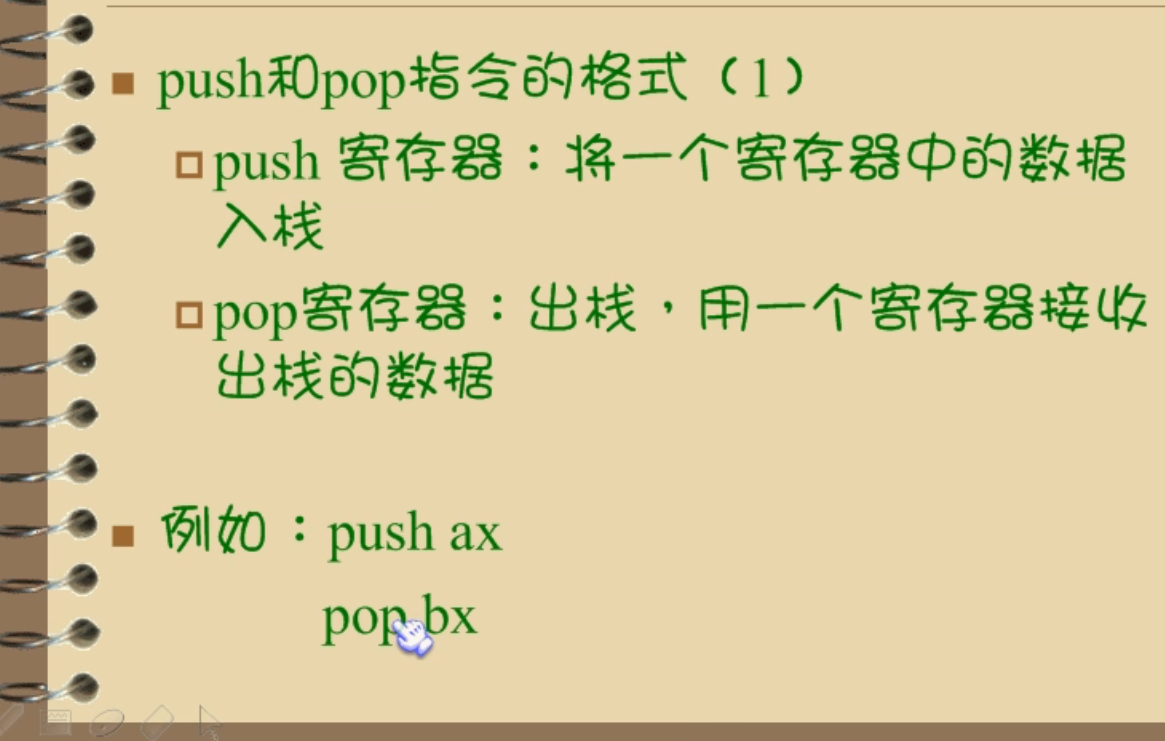 push和pop指令的格式（1）
push 寄存器：将一个寄存器中的数据
入栈
pop寄存器：出栈，用一个寄存器接收
出栈的数据
例如：push ax
pop bx